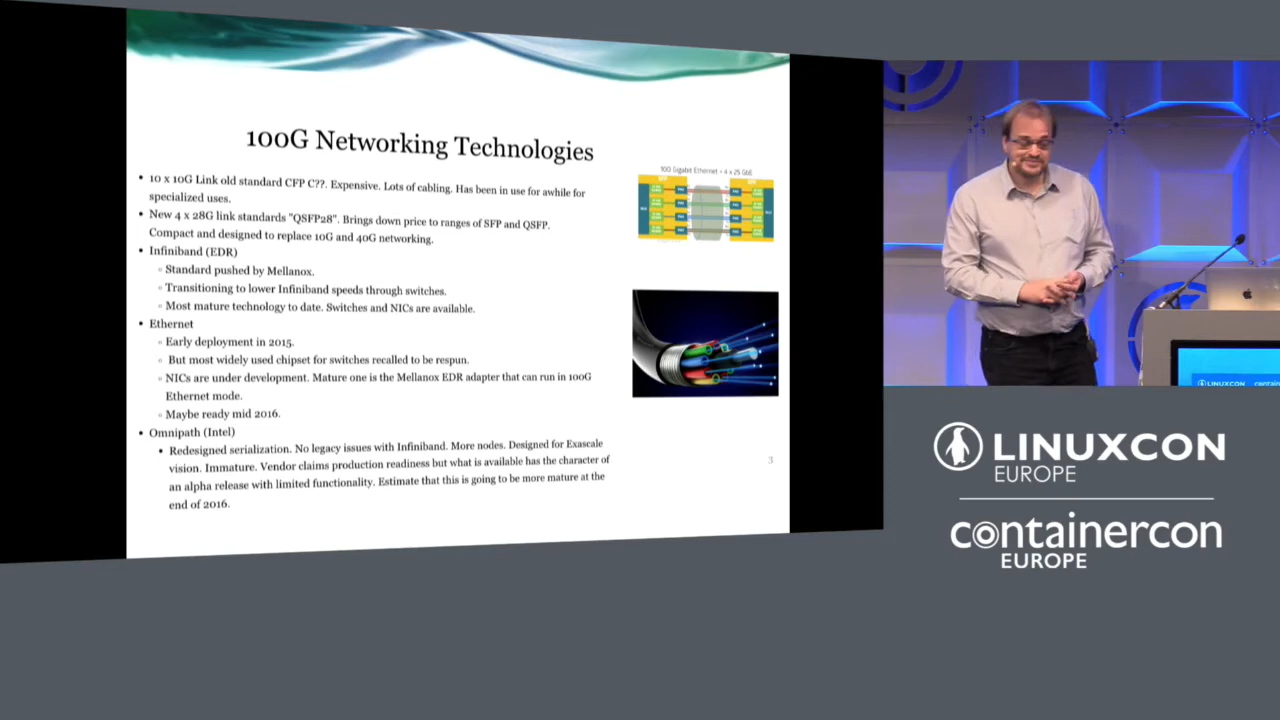 100G Networking Technologies
• 10 x 10G Link old standard CFP C??. Expensive. Lots of cabling. Has been in use for awhile for
specialized uses.
• New 4 x 28G link standards "QSFP28". Brings down price to ranges of SFP and QSFP.
Compact and designed to replace 10G and 40G networking.
• Infiniband (EDR)
▫ Standard pushed by Mellanox.
▫ Transitioning to lower Infiniband speeds through switches.
▫ Most mature technology to date. Switches and NICs are available.
• Ethernet
▫ Early deployment in 2015.
▫ But most widely used chipset for switches recalled to be respun.
▫ NICs are under development. Mature one is the Mellanox EDR adapter that can run in 100G
Ethernet mode.
▫ Maybe ready mid 2016.
• Omnipath (Intel)
• Redesigned serialization. No legacy issues with Infiniband. More nodes. Designed for Exascale
vision. Immature. Vendor claims production readiness but what is available has the character of
an alpha release with limited functionality. Estimate that this is going to be more mature at the
end of 2016.
100 Gigabit Ethernet = 4 x 25 GbE
3
LINUXCON
containercon
LINUXCON
EUROPE
containercon
EUROPE